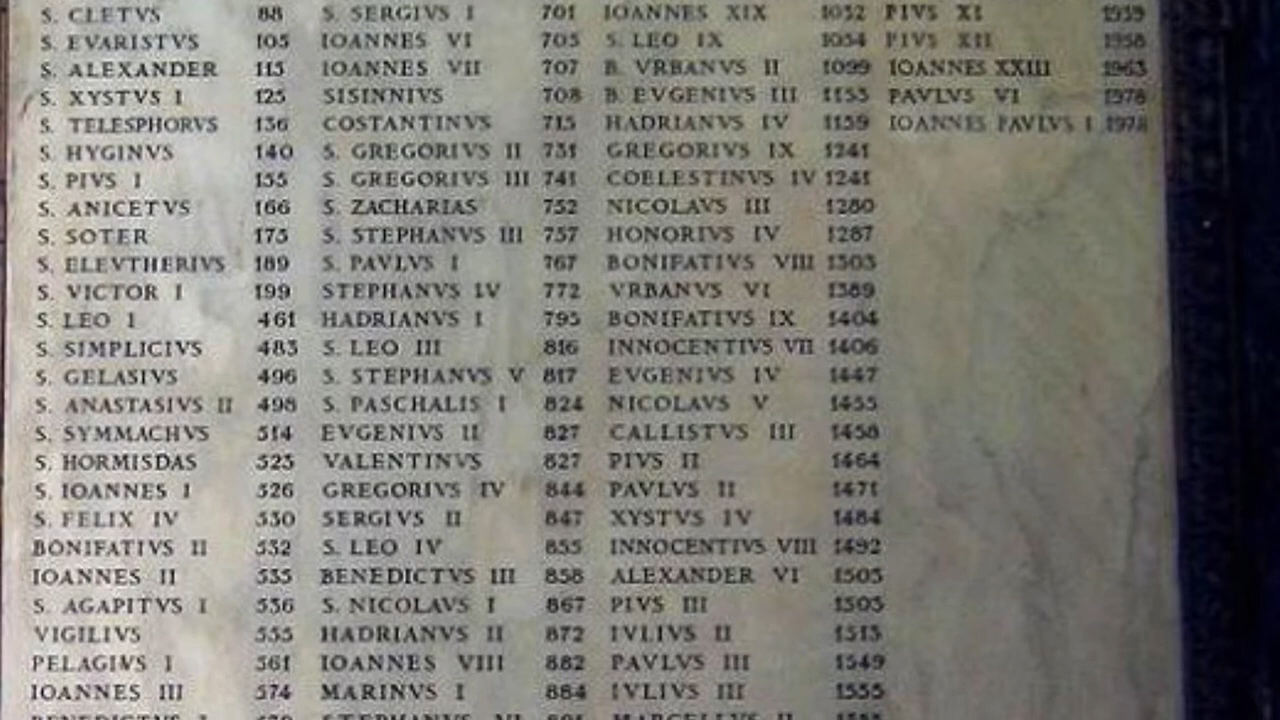 S. CLETVS 88
S. EVARISTVS 105
S. ALEXANDER 115
S. XYSTVS I 125
S. TELESPHORVS 136
S. HYGINVS 140
S. PIVS I 155
S. ANICETVS 166
S. SOTER 175
S. ELEVTHERIVS 189
S. VICTOR I 199
S. LEO I 461
S. SIMPLICIVS 483
S. GELASIVS 496
S. ANASTASIVS II 498
S. SYMMACHVS 514
S. HORMISDAS 523
S. IOANNES I 526
S. FELIX IV 530
BONIFATIVS II 532
IOANNES II 535
S. AGAPITVS I 536
VIGILIVS 555
PELAGIVS I 561
IOANNES III 574
S. SERGIVS I 701
IOANNES VI 705
IOANNES VII 707
SISINNIVS 708
COSTANTINVS 715
S. GREGORIVS II 731
S. GREGORIVS III 741
S. ZACHARIAS 752
S. STEPHANVS III 757
S. PAVLVS I 767
STEPHANVS IV 772
HADRIANVS I 795
S. LEO III 816
S. STEPHANVS V 817
S. PASCHALIS I 824
EVGENIVS II 827
VALENTINVS 827
GREGORIVS IV 844
SERGIVS II 847
S. LEO IV 855
BENEDICTVS III 858
S. NICOLAVS I 867
HADRIANVS II 872
IOANNES VIII 882
MARINVS I 884
IOANNES XIX 1032
S. LEO IX 1054
B. VRBANVS II 1099
B. EVGENIVS III 1153
HADRIANVS IV 1159
GREGORIVS IX 1241
COELESTINVS IV 1241
NICOLAVS III 1280
HONORIVS IV 1287
BONIFATIVS VIII 1303
VRBANVS VI 1389
BONIFATIVS IX 1404
INNOCENTIVS VII 1406
EVGENIVS IV 1447
NICOLAVS V 1455
CALLISTVS III 1458
PIVS II 1464
PAVLVS II 1471
XYSTVS IV 1484
INNOCENTIVS VIII 1492
ALEXANDER VI 1503
PIVS III 1503
IVLIVS II 1513
PAVLVS III 1549
IVLIVS III 1555
PIVS XI 1939
PIVS XII 1958
IOANNES XXIII 1963
PAVLVS VI 1978
IOANNES PAVLVS I 1978